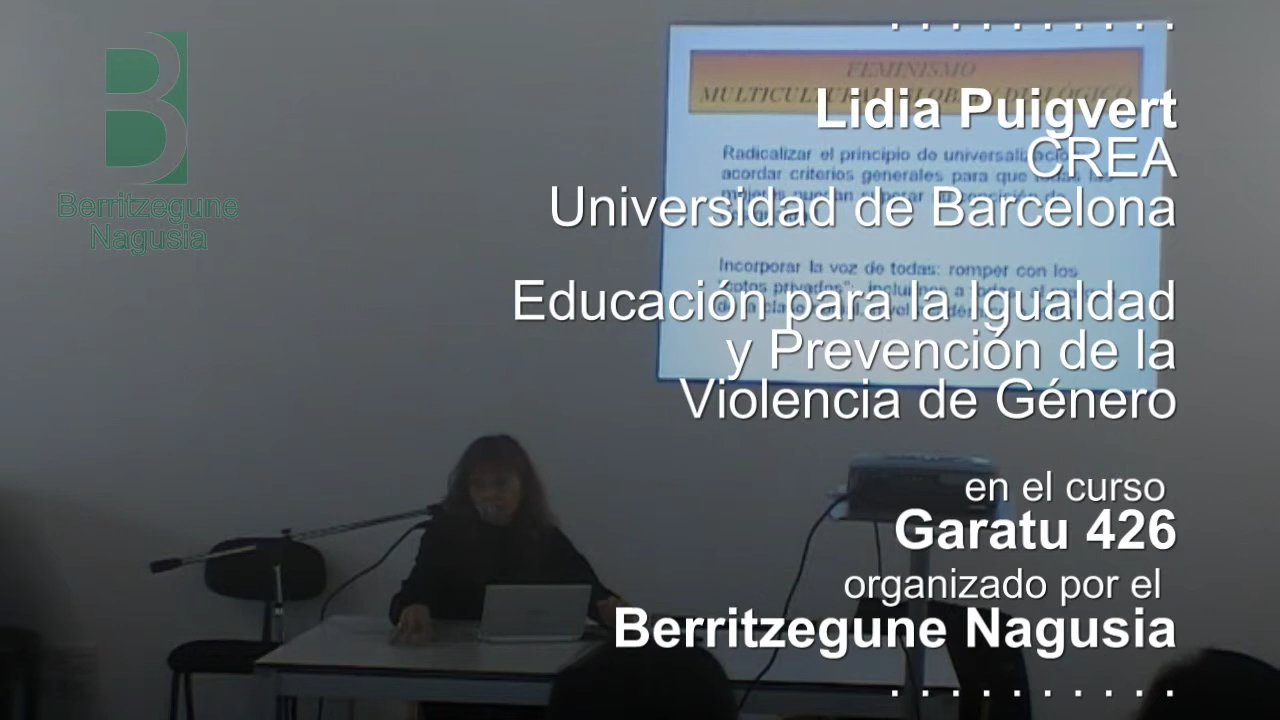 Berritzegune
Nagusia
FEMINISMO
Lidia Puigvert
CREA
Universidad de Barcelona
Educación para la Igualdad
y Prevención de la
Violencia de Género
en el curso
Garatu 426
organizado por el
Berritzegune Nagusia
Radicalizar el principio de
acordar criterios generales para que
Incorporar la voz de todas: romper con los